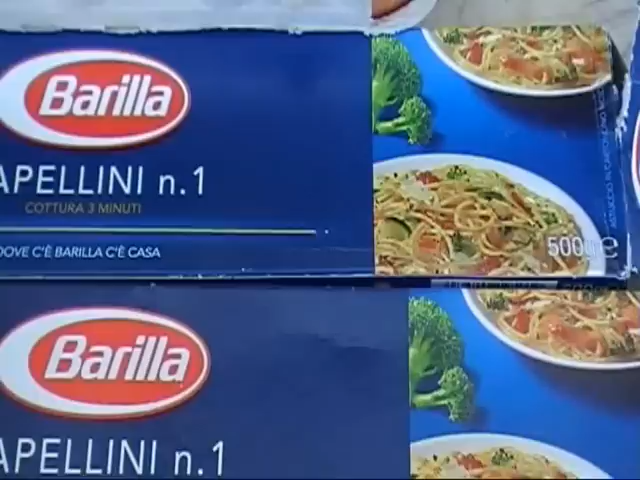 Barilla
APELLINI n.1
COTTURA 3 MINUTI
DOVE C'È BARILLA C'È CASA
500g e
Barilla
APELLINI n.1